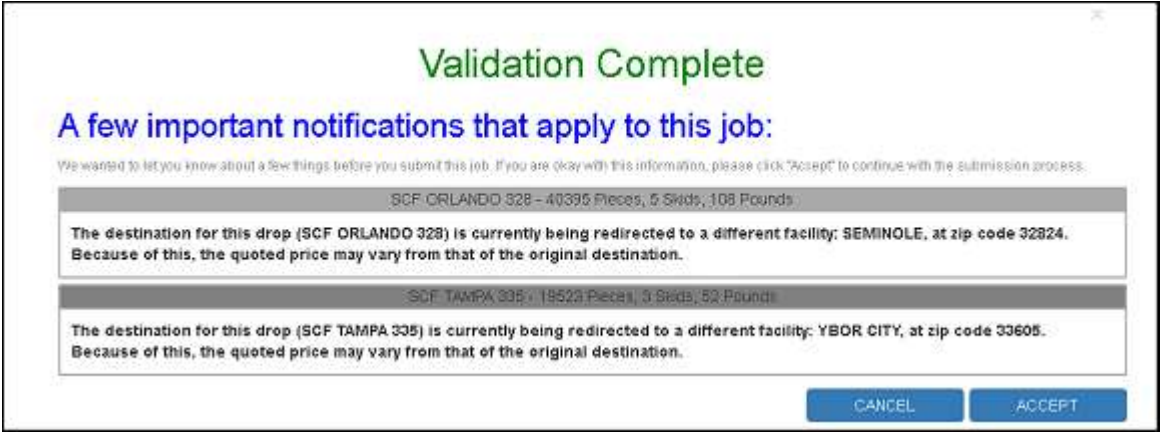 Validation Complete
A few important notifications that apply to this job:
We wanted to let you know about a few things before you submit this job. If you are okay with this information, please click "Accept" to continue with the submission process.
SCF ORLANDO 328 - 40395 Pieces, 5 Skids, 108 Pounds
The destination for this drop (SCF ORLANDO 328) is currently being redirected to a different facility: SEMINOLE, at zip code 32824.
Because of this, the quoted price may vary from that of the original destination.
SCF TAMPA 335 - 19523 Pieces, 3 Skids, 52 Pounds
The destination for this drop (SCF TAMPA 335) is currently being redirected to a different facility: YBOR CITY, at zip code 33605.
Because of this, the quoted price may vary from that of the original destination.
CANCEL ACCEPT